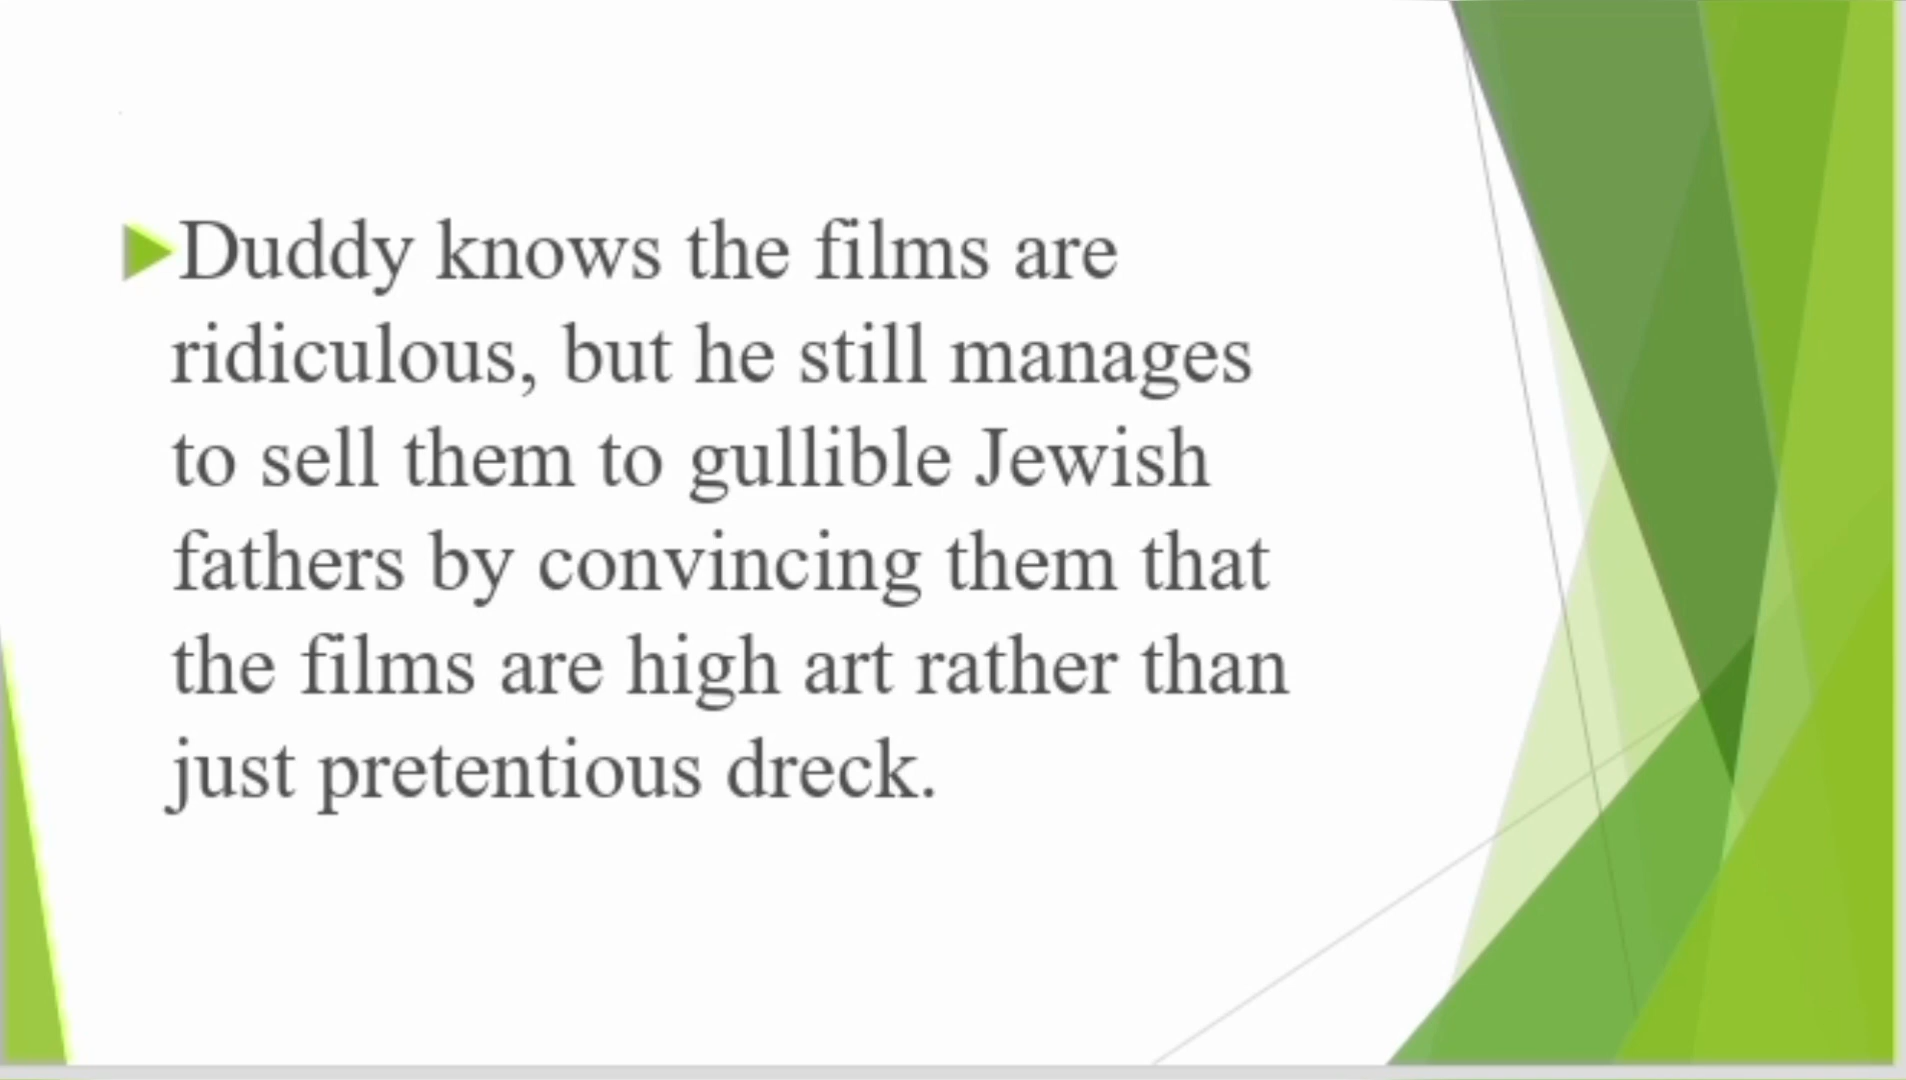 Duddy knows the films are
ridiculous, but he still manages
to sell them to gullible Jewish
fathers by convincing them that
the films are high art rather than
just pretentious dreck.